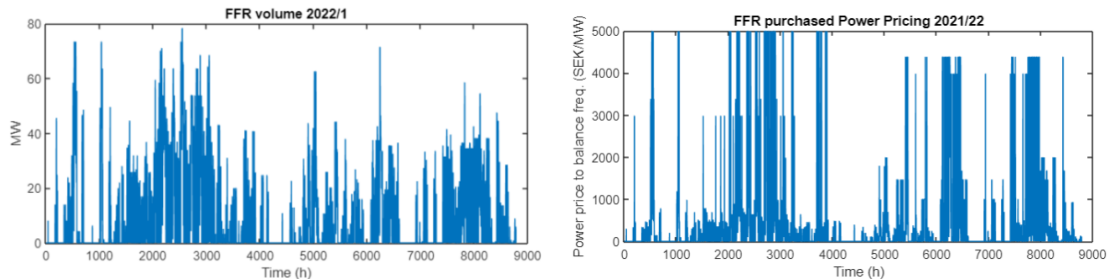 FFR volume 2022/1
80
60
40
20
0
MW
0 1000 2000 3000 4000 5000 6000 7000 8000 9000
Time (h)
FFR purchased Power Pricing 2021/22
5000
4000
3000
2000
1000
0
Power price to balance freq. (SEK/MW)
0 1000 2000 3000 4000 5000 6000 7000 8000 9000
Time (h)